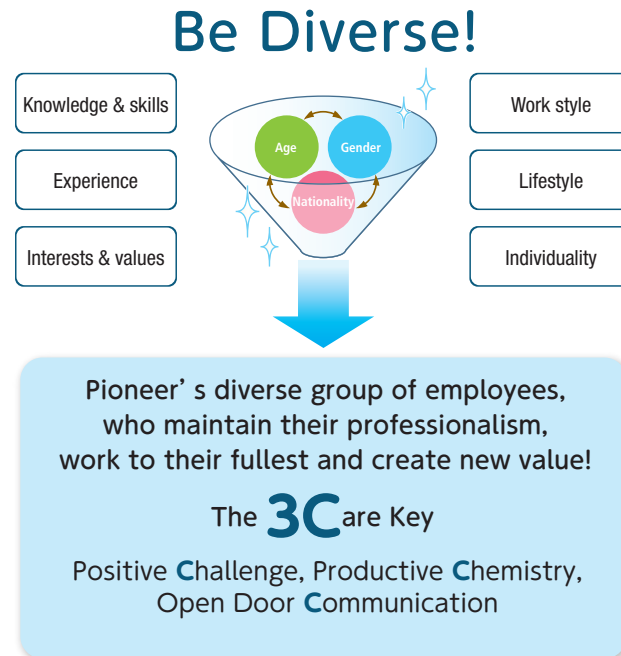 Be Diverse!
Knowledge & skills
Experience
Interests & values
Age
Gender
Nationality
Work style
Lifestyle
Individuality
Pioneer’ s diverse group of employees,
who maintain their professionalism,
work to their fullest and create new value!
The 3C are Key
Positive Challenge, Productive Chemistry,
Open Door Communication